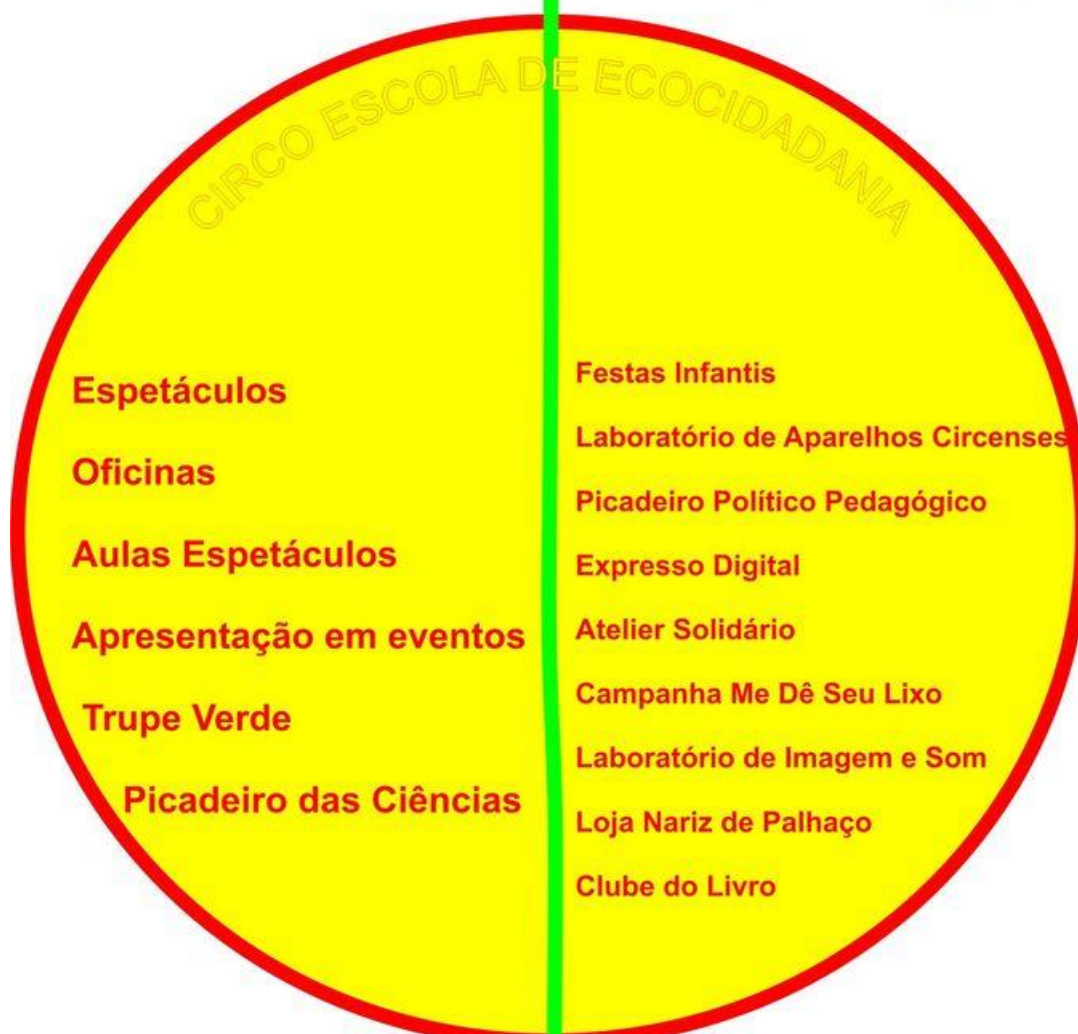 CIRCO ESCOLA DE ECOCIDADANIA
Espetáculos
Oficinas
Aulas Espetáculos
Apresentação em eventos
Trupe Verde
Picadeiro das Ciências
Festas Infantis
Laboratório de Aparelhos Circenses
Picadeiro Político Pedagógico
Expresso Digital
Atelier Solidário
Campanha Me Dê Seu Lixo
Laboratório de Imagem e Som
Loja Nariz de Palhaço
Clube do Livro